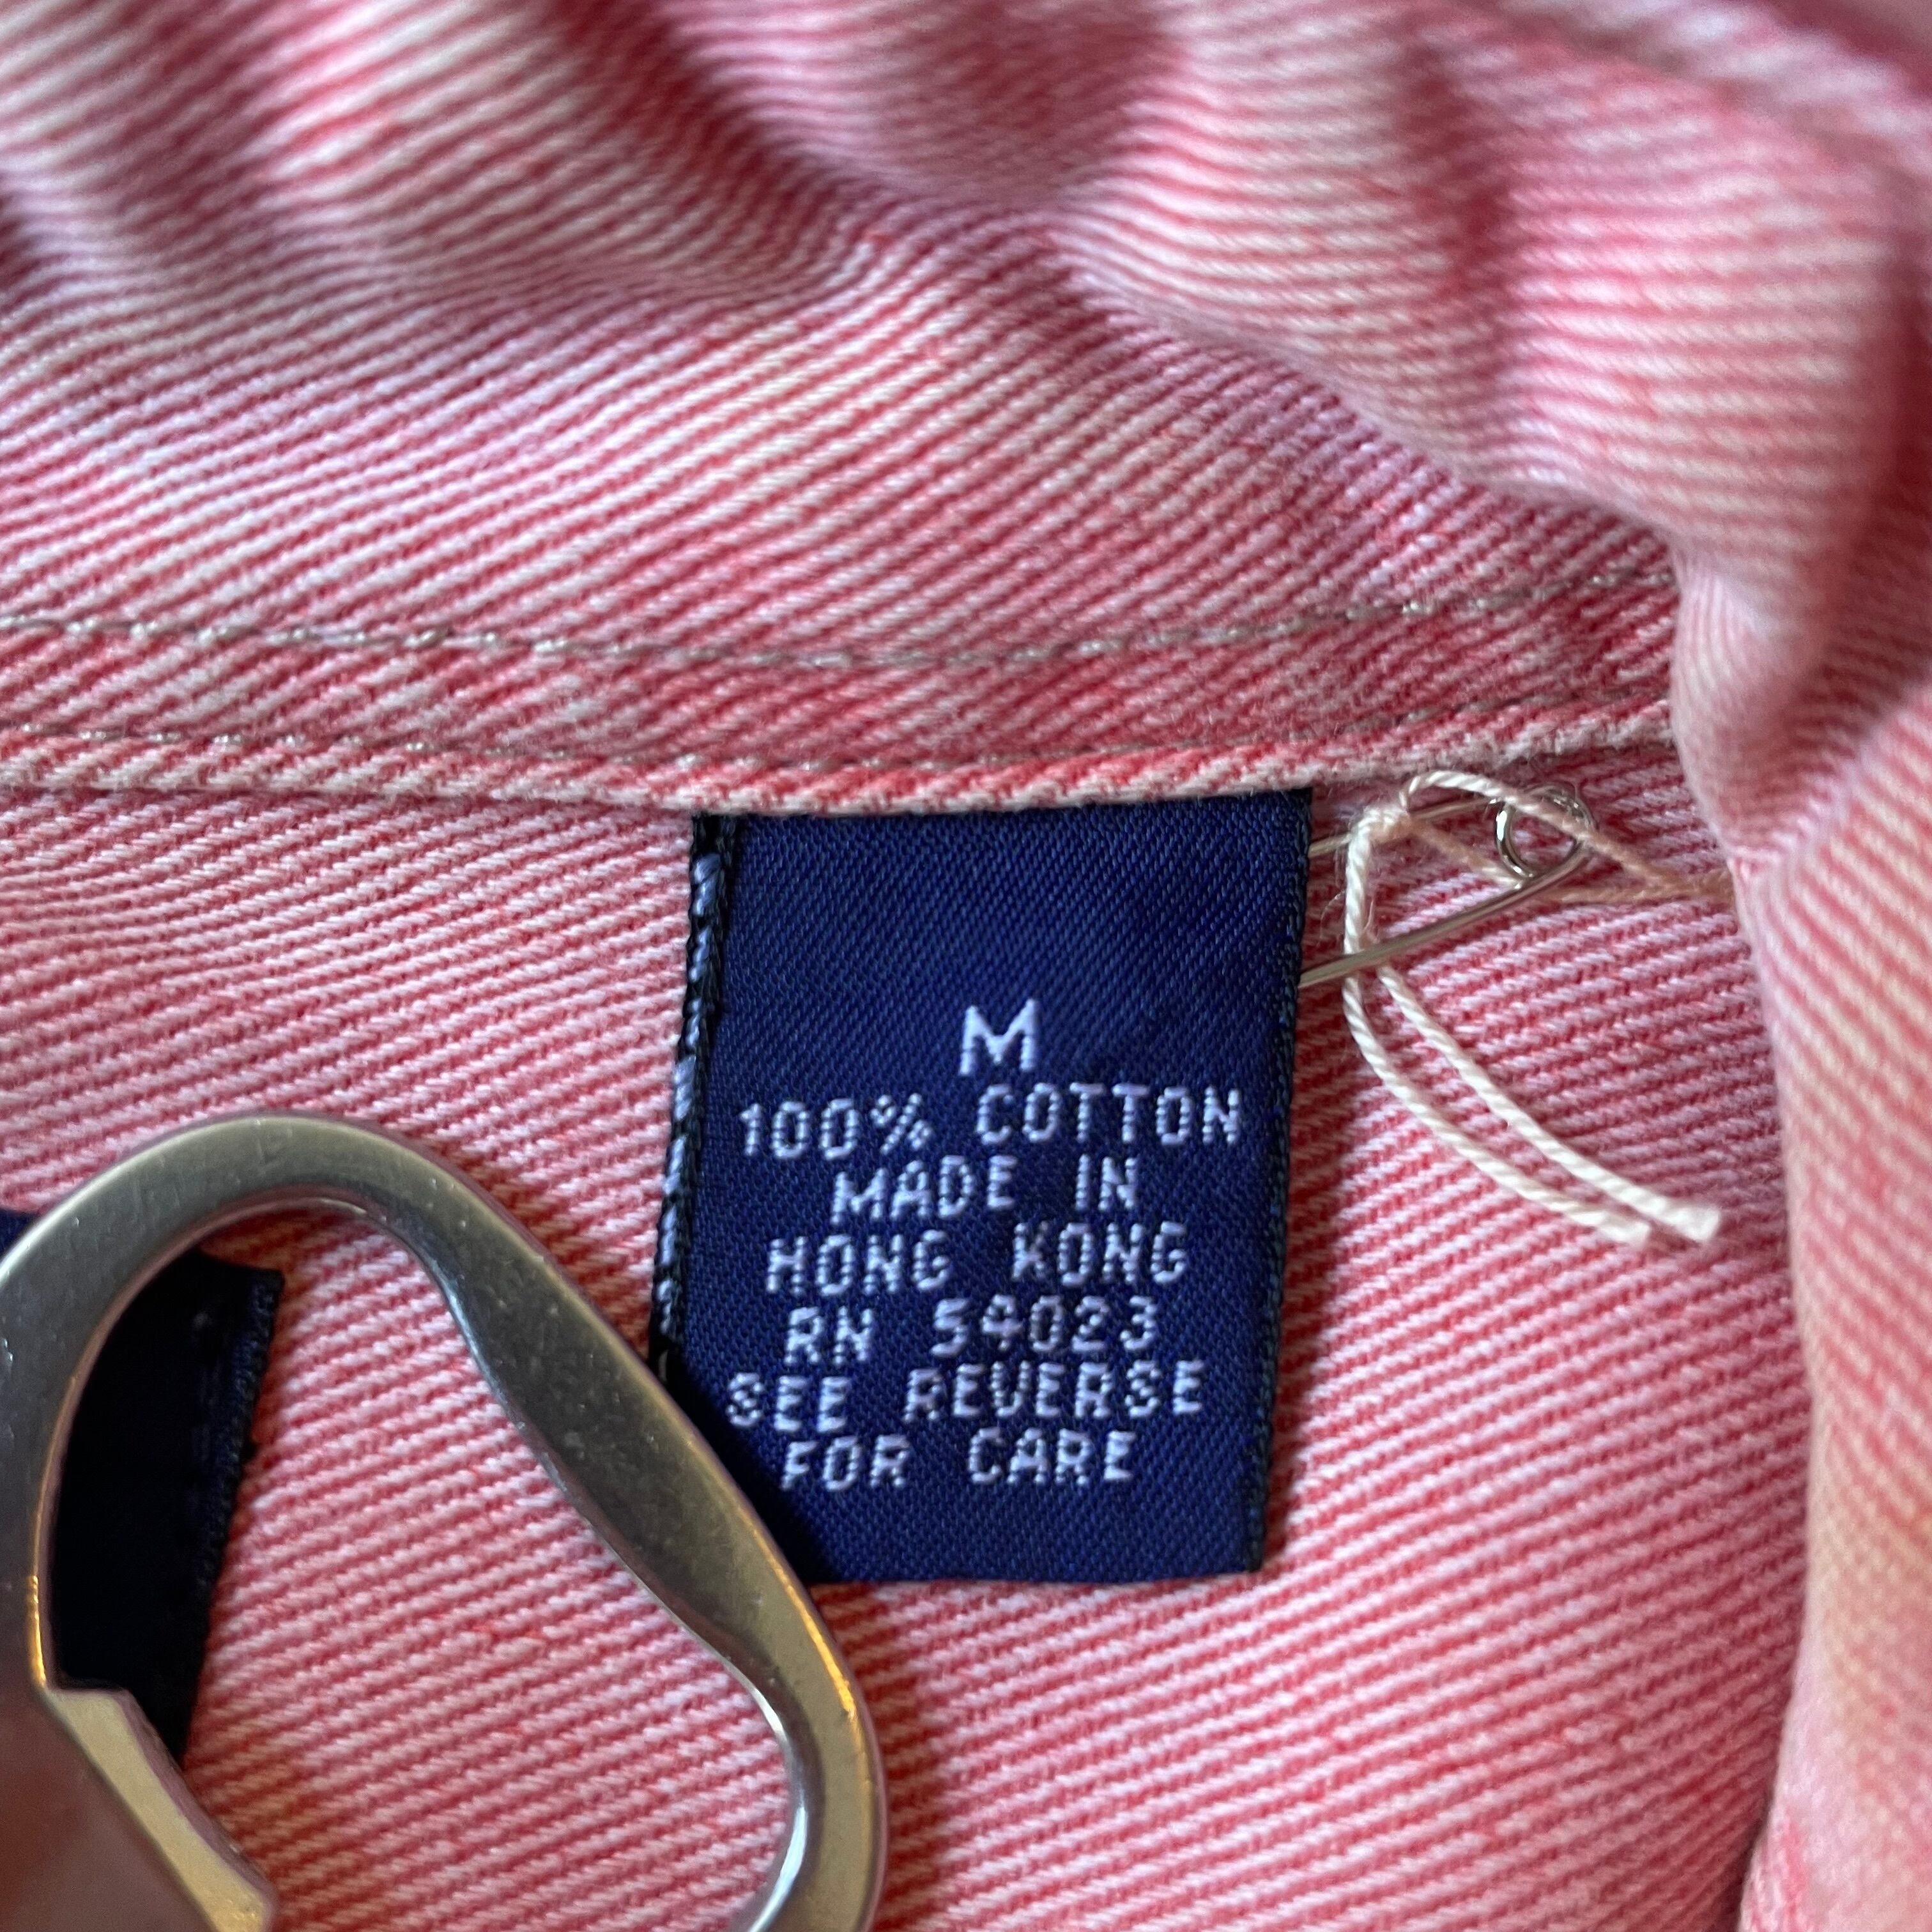 M
100% COTTON
MADE IN
HONG KONG
RN 54023
SEE REVERSE
FOR CARE